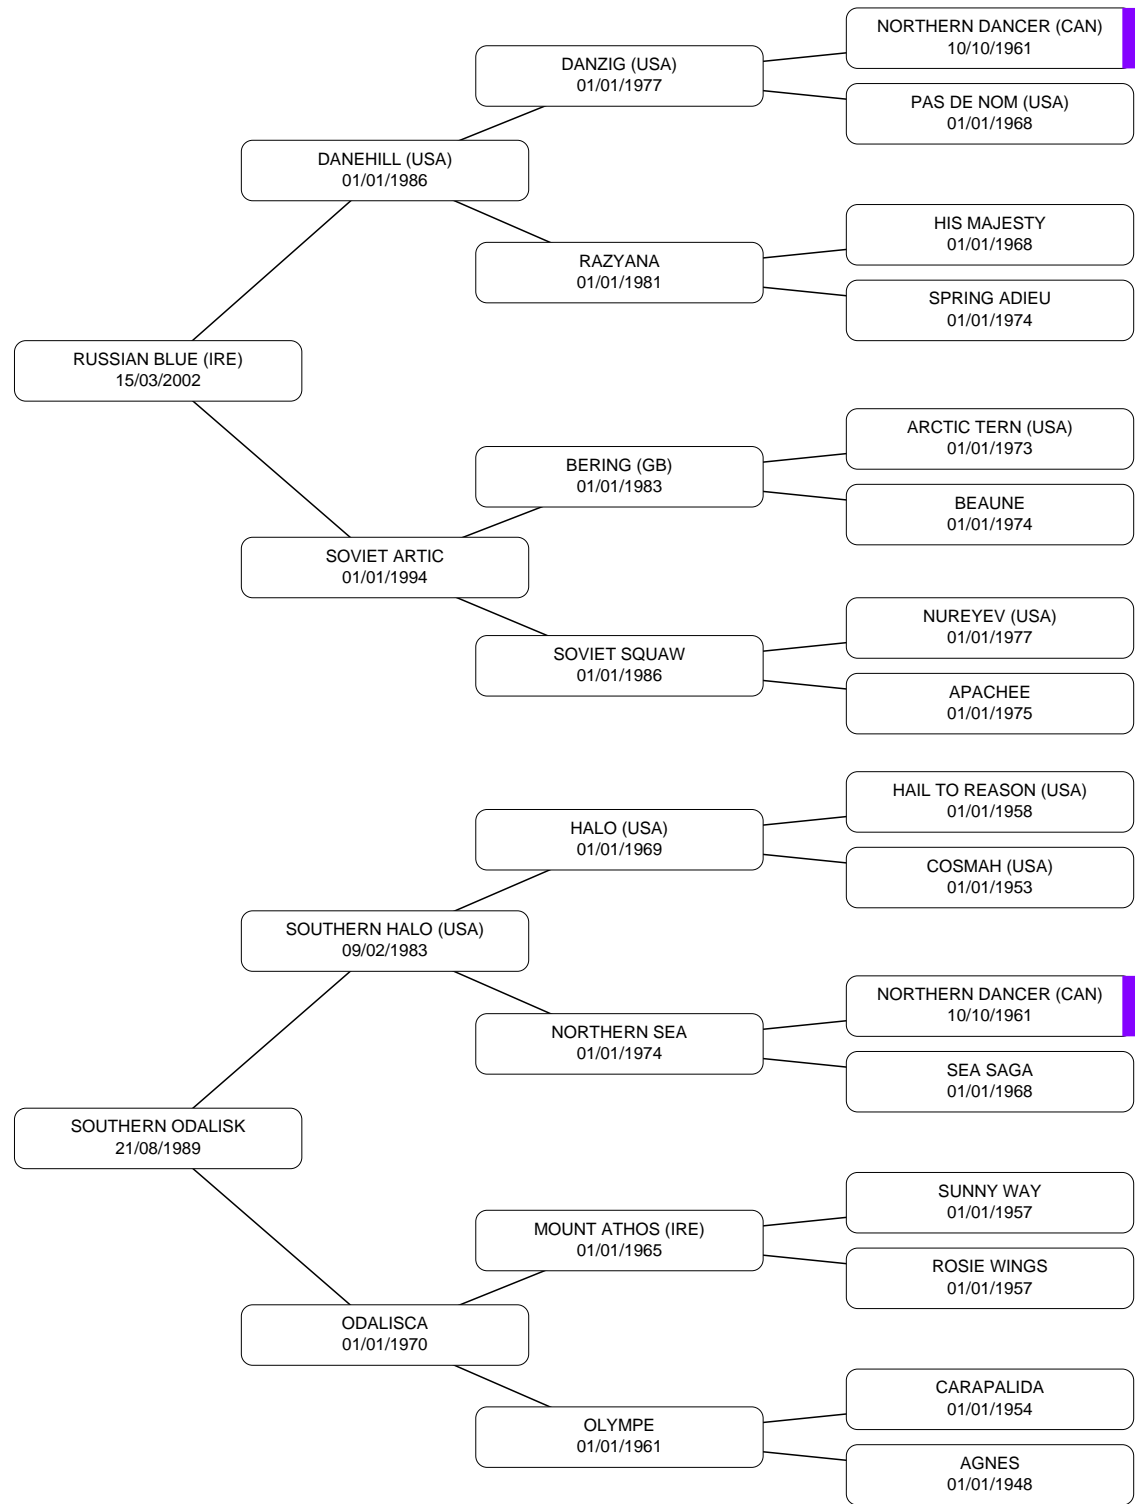 NORTHERN DANCER (CAN)
10/10/1961
DANZIG (USA)
01/01/1977
PAS DE NOM (USA)
01/01/1968
DANEHILL (USA)
01/01/1986
HIS MAJESTY
01/01/1968
RAZYANA
01/01/1981
SPRING ADIEU
01/01/1974
RUSSIAN BLUE (IRE)
15/03/2002
ARCTIC TERN (USA)
01/01/1973
BERING (GB)
01/01/1983
BEAUNE
01/01/1974
SOVIET ARTIC
01/01/1994
NUREYEV (USA)
01/01/1977
SOVIET SQUAW
01/01/1986
APACHEE
01/01/1975
HAIL TO REASON (USA)
01/01/1958
HALO (USA)
01/01/1969
COSMAH (USA)
01/01/1953
SOUTHERN HALO (USA)
09/02/1983
NORTHERN DANCER (CAN)
10/10/1961
NORTHERN SEA
01/01/1974
SEA SAGA
01/01/1968
SOUTHERN ODALISK
21/08/1989
SUNNY WAY
01/01/1957
MOUNT ATHOS (IRE)
01/01/1965
ROSIE WINGS
01/01/1957
ODALISCA
01/01/1970
CARAPALIDA
01/01/1954
OLYMPE
01/01/1961
AGNES
01/01/1948